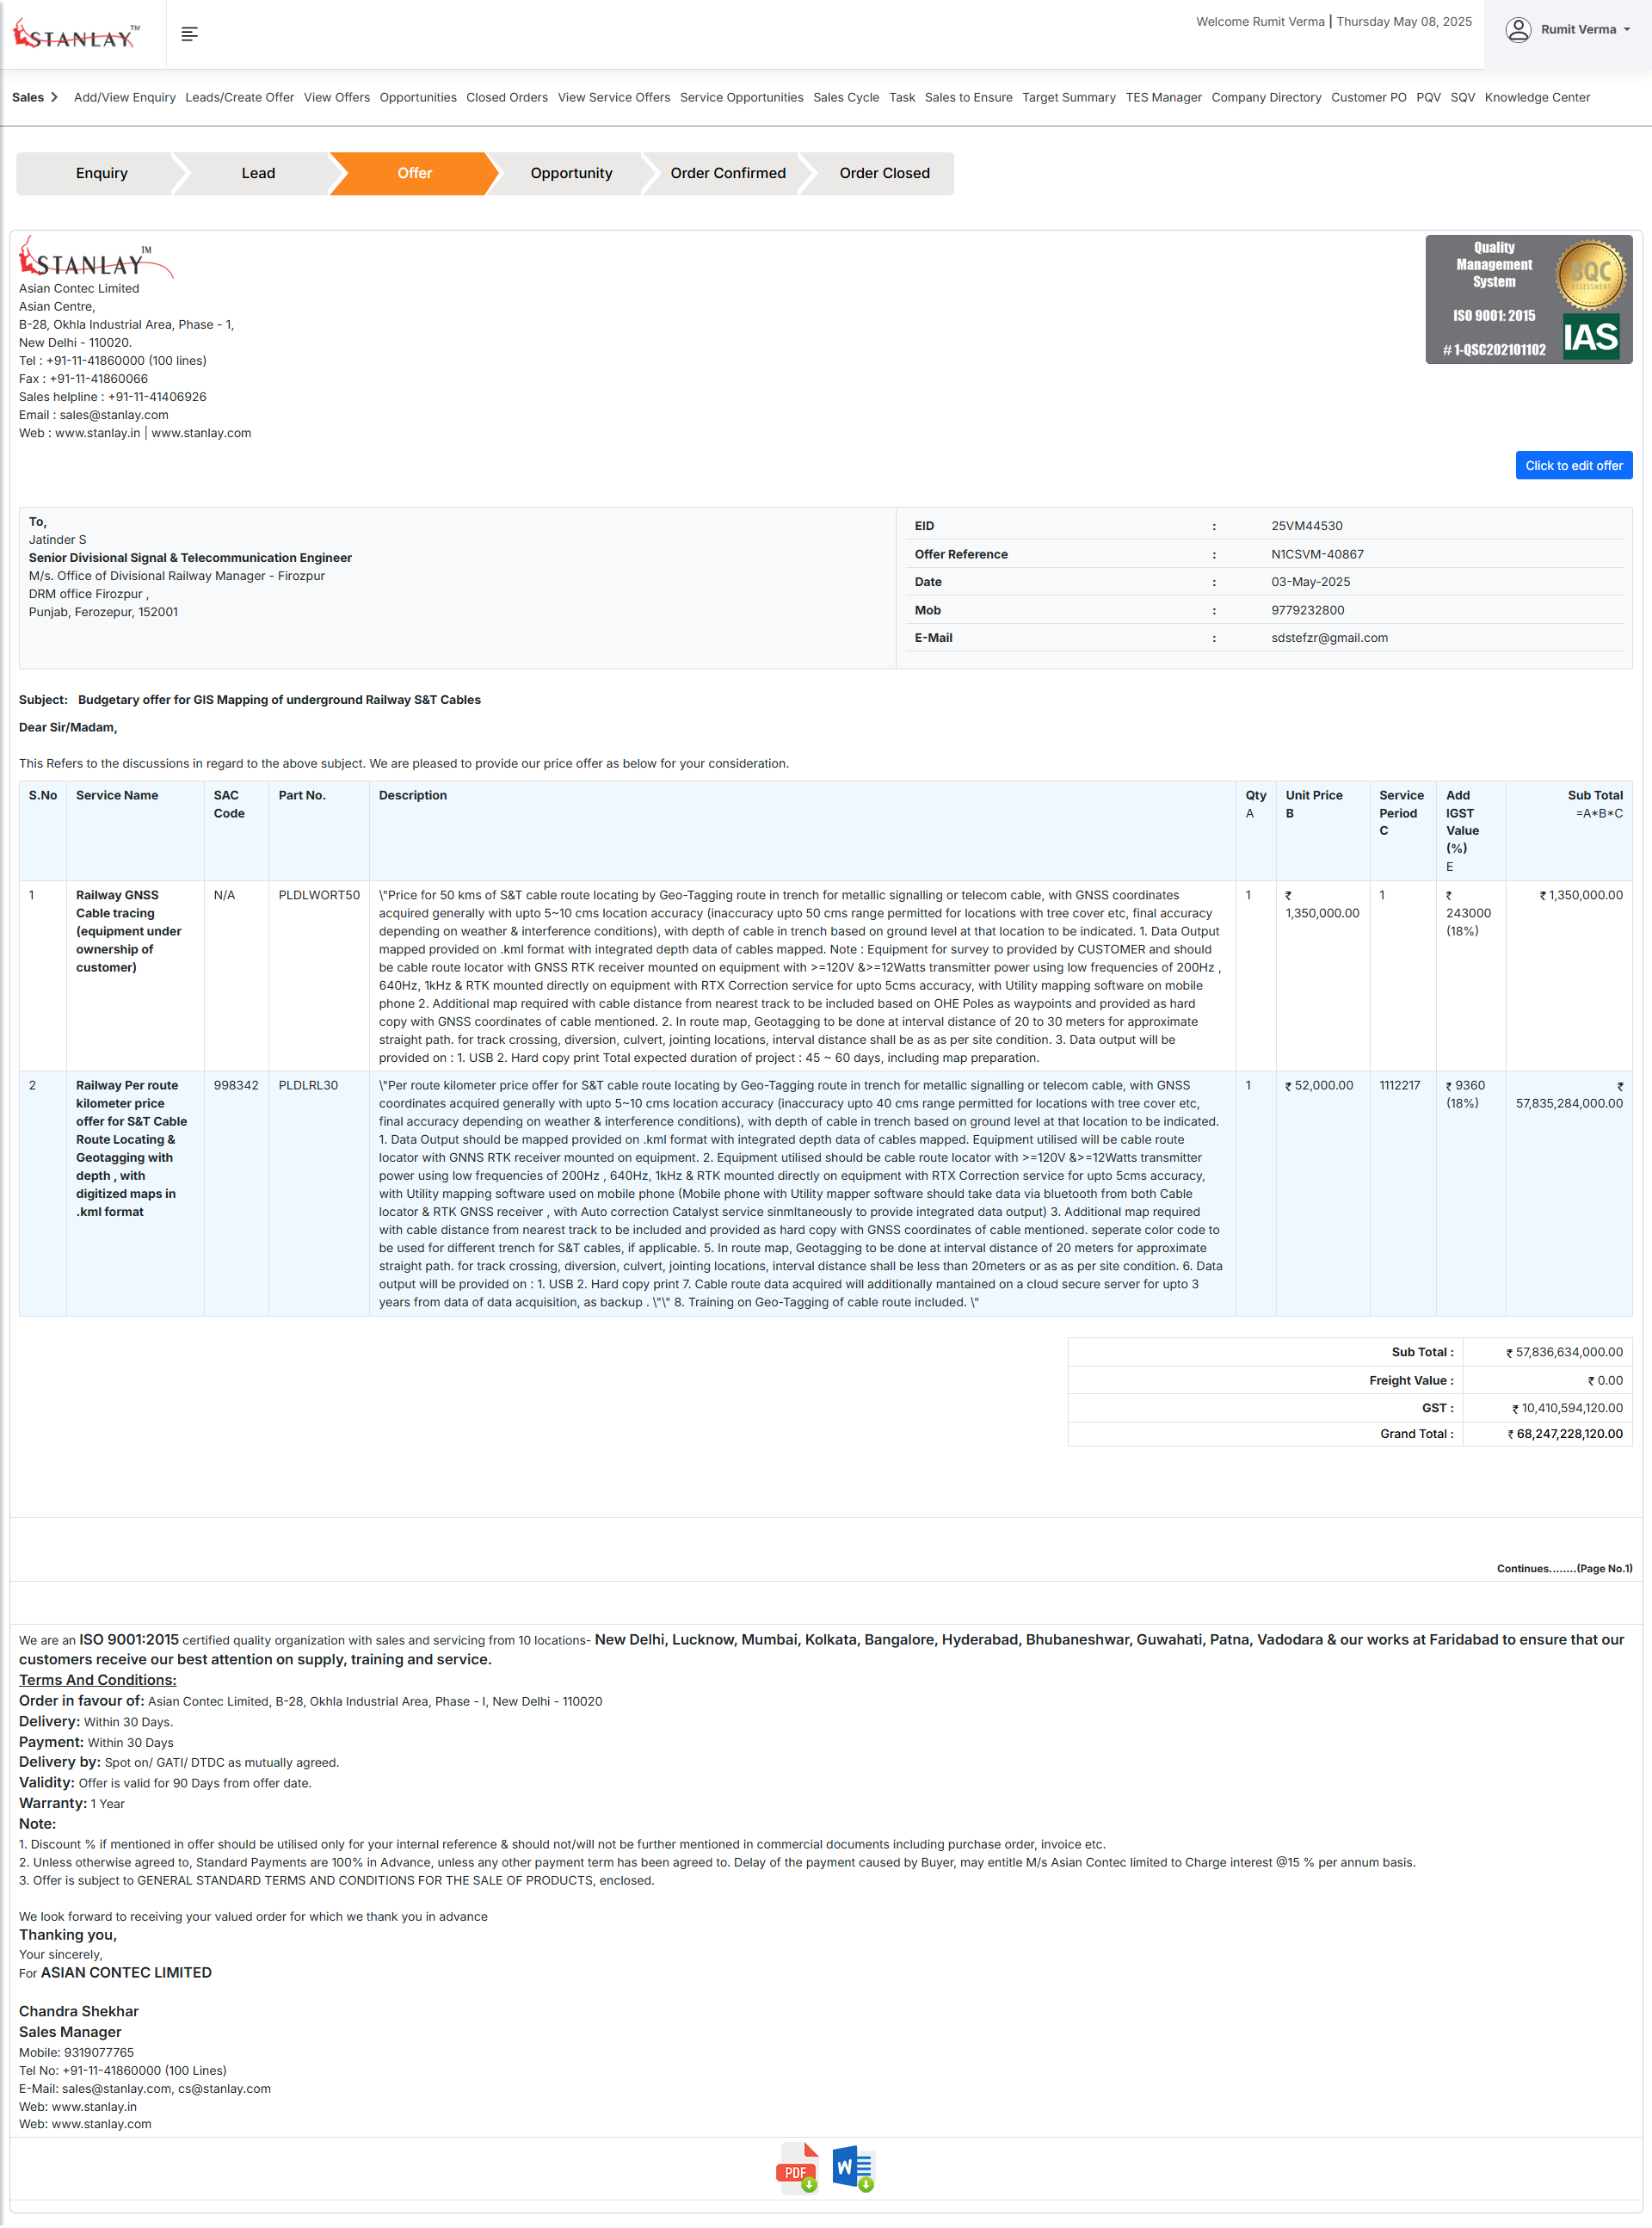 STANLAY™
Welcome Rumit Verma | Thursday May 08, 2025
Rumit Verma
Sales
Add/View Enquiry Leads/Create Offer View Offers Opportunities Closed Orders View Service Offers Service Opportunities Sales Cycle Task Sales to Ensure Target Summary TES Manager Company Directory Customer PO PQV SQV Knowledge Center
Enquiry Lead Offer Opportunity Order Confirmed Order Closed
STANLAY™
Asian Contec Limited
Asian Centre,
B-28, Okhla Industrial Area, Phase - 1,
New Delhi - 110020.
Tel : +91-11-41860000 (100 lines)
Fax : +91-11-41860066
Sales helpline : +91-11-41406926
Email : sales@stanlay.com
Web : www.stanlay.in | www.stanlay.com
Quality
Management
System
ISO 9001: 2015
# 1-QSC202101102
BQC
ASSESSMENT
IAS
Click to edit offer
To,
Jatinder S
Senior Divisional Signal & Telecommunication Engineer
M/s. Office of Divisional Railway Manager - Firozpur
DRM office Firozpur ,
Punjab, Ferozepur, 152001
EID : 25VM44530
Offer Reference : N1CSVM-40867
Date : 03-May-2025
Mob : 9779232800
E-Mail : sdstefzr@gmail.com
Subject: Budgetary offer for GIS Mapping of underground Railway S&T Cables
Dear Sir/Madam,
This Refers to the discussions in regard to the above subject. We are pleased to provide our price offer as below for your consideration.
S.No
Service Name
SAC
Code
Part No.
Description
Qty
A
Unit Price
B
Service
Period
C
Add
IGST
Value
(%)
E
Sub Total
=A*B*C
1
Railway GNSS
Cable tracing
(equipment under
ownership of
customer)
N/A
PLDLWORT50
\"Price for 50 kms of S&T cable route locating by Geo-Tagging route in trench for metallic signalling or telecom cable, with GNSS coordinates
acquired generally with upto 5~10 cms location accuracy (inaccuracy upto 50 cms range permitted for locations with tree cover etc, final accuracy
depending on weather & interference conditions), with depth of cable in trench based on ground level at that location to be indicated. 1. Data Output
mapped provided on .kml format with integrated depth data of cables mapped. Note : Equipment for survey to provided by CUSTOMER and should
be cable route locator with GNSS RTK receiver mounted on equipment with >=120V &>=12Watts transmitter power using low frequencies of 200Hz ,
640Hz, 1kHz & RTK mounted directly on equipment with RTX Correction service for upto 5cms accuracy, with Utility mapping software on mobile
phone 2. Additional map required with cable distance from nearest track to be included based on OHE Poles as waypoints and provided as hard
copy with GNSS coordinates of cable mentioned. 2. In route map, Geotagging to be done at interval distance of 20 to 30 meters for approximate
straight path. for track crossing, diversion, culvert, jointing locations, interval distance shall be as as per site condition. 3. Data output will be
provided on : 1. USB 2. Hard copy print Total expected duration of project : 45 ~ 60 days, including map preparation.
1
₹
1,350,000.00
1
₹
243000
(18%)
₹ 1,350,000.00
2
Railway Per route
kilometer price
offer for S&T Cable
Route Locating &
Geotagging with
depth , with
digitized maps in
.kml format
998342
PLDLRL30
\"Per route kilometer price offer for S&T cable route locating by Geo-Tagging route in trench for metallic signalling or telecom cable, with GNSS
coordinates acquired generally with upto 5~10 cms location accuracy (inaccuracy upto 40 cms range permitted for locations with tree cover etc,
final accuracy depending on weather & interference conditions), with depth of cable in trench based on ground level at that location to be indicated.
1. Data Output should be mapped provided on .kml format with integrated depth data of cables mapped. Equipment utilised will be cable route
locator with GNNS RTK receiver mounted on equipment. 2. Equipment utilised should be cable route locator with >=120V &>=12Watts transmitter
power using low frequencies of 200Hz , 640Hz, 1kHz & RTK mounted directly on equipment with RTX Correction service for upto 5cms accuracy,
with Utility mapping software used on mobile phone (Mobile phone with Utility mapper software should take data via bluetooth from both Cable
locator & RTK GNSS receiver , with Auto correction Catalyst service sinmltaneously to provide integrated data output) 3. Additional map required
with cable distance from nearest track to be included and provided as hard copy with GNSS coordinates of cable mentioned. seperate color code to
be used for different trench for S&T cables, if applicable. 5. In route map, Geotagging to be done at interval distance of 20 meters for approximate
straight path. for track crossing, diversion, culvert, jointing locations, interval distance shall be less than 20meters or as as per site condition. 6. Data
output will be provided on : 1. USB 2. Hard copy print 7. Cable route data acquired will additionally mantained on a cloud secure server for upto 3
years from data of data acquisition, as backup . \"\" 8. Training on Geo-Tagging of cable route included. \"
1
₹ 52,000.00
1112217
₹ 9360
(18%)
₹
57,835,284,000.00
Sub Total : ₹ 57,836,634,000.00
Freight Value : ₹ 0.00
GST : ₹ 10,410,594,120.00
Grand Total : ₹ 68,247,228,120.00
Continues........(Page No.1)
We are an ISO 9001:2015 certified quality organization with sales and servicing from 10 locations- New Delhi, Lucknow, Mumbai, Kolkata, Bangalore, Hyderabad, Bhubaneshwar, Guwahati, Patna, Vadodara & our works at Faridabad to ensure that our
customers receive our best attention on supply, training and service.
Terms And Conditions:
Order in favour of: Asian Contec Limited, B-28, Okhla Industrial Area, Phase - I, New Delhi - 110020
Delivery: Within 30 Days.
Payment: Within 30 Days
Delivery by: Spot on/ GATI/ DTDC as mutually agreed.
Validity: Offer is valid for 90 Days from offer date.
Warranty: 1 Year
Note:
1. Discount % if mentioned in offer should be utilised only for your internal reference & should not/will not be further mentioned in commercial documents including purchase order, invoice etc.
2. Unless otherwise agreed to, Standard Payments are 100% in Advance, unless any other payment term has been agreed to. Delay of the payment caused by Buyer, may entitle M/s Asian Contec limited to Charge interest @15 % per annum basis.
3. Offer is subject to GENERAL STANDARD TERMS AND CONDITIONS FOR THE SALE OF PRODUCTS, enclosed.
We look forward to receiving your valued order for which we thank you in advance
Thanking you,
Your sincerely,
For ASIAN CONTEC LIMITED
Chandra Shekhar
Sales Manager
Mobile: 9319077765
Tel No: +91-11-41860000 (100 Lines)
E-Mail: sales@stanlay.com, cs@stanlay.com
Web: www.stanlay.in
Web: www.stanlay.com
PDF W